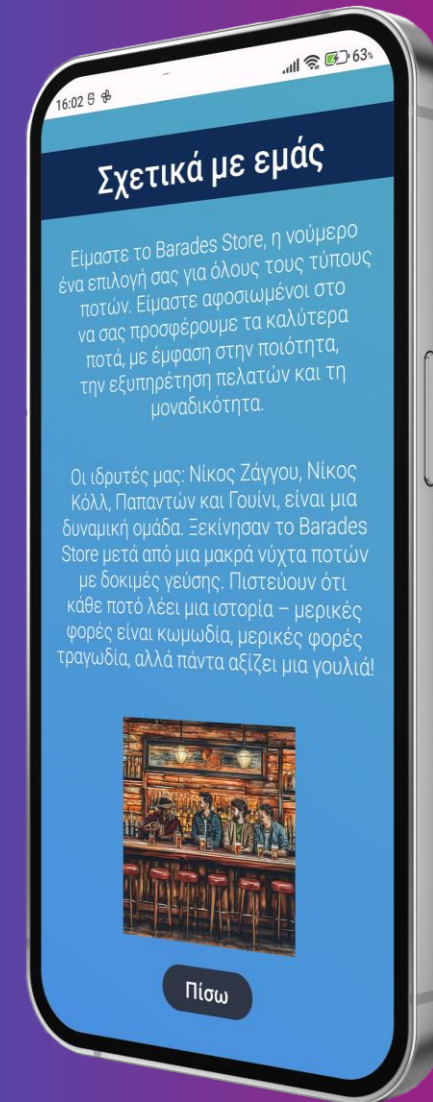 16:02
63%
Σχετικά με εμάς
Είμαστε το Barades Store, η νούμερο
ένα επιλογή σας για όλους τους τύπους
ποτών. Είμαστε αφοσιωμένοι στο
να σας προσφέρουμε τα καλύτερα
ποτά, με έμφαση στην ποιότητα,
την εξυπηρέτηση πελατών και τη
μοναδικότητα.
Οι ιδρυτές μας: Νίκος Ζάγγου, Νίκος
Κόλλ, Παπαντών και Γουίνι, είναι μια
δυναμική ομάδα. Ξεκίνησαν το Barades
Store μετά από μια μακρά νύχτα ποτών
με δοκιμές γεύσης. Πιστεύουν ότι
κάθε ποτό λέει μια ιστορία – μερικές
φορές είναι κωμωδία, μερικές φορές
τραγωδία, αλλά πάντα αξίζει μια γουλιά!
Πίσω